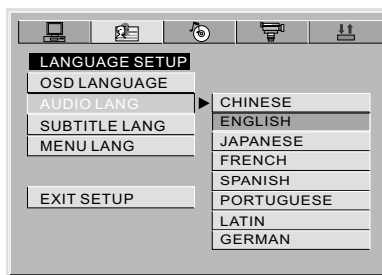 LANGUAGE SETUP
OSD LANGUAGE
AUDIO LANG
SUBTITLE LANG
MENU LANG
EXIT SETUP
CHINESE
ENGLISH
JAPANESE
FRENCH
SPANISH
PORTUGUESE
LATIN
GERMAN